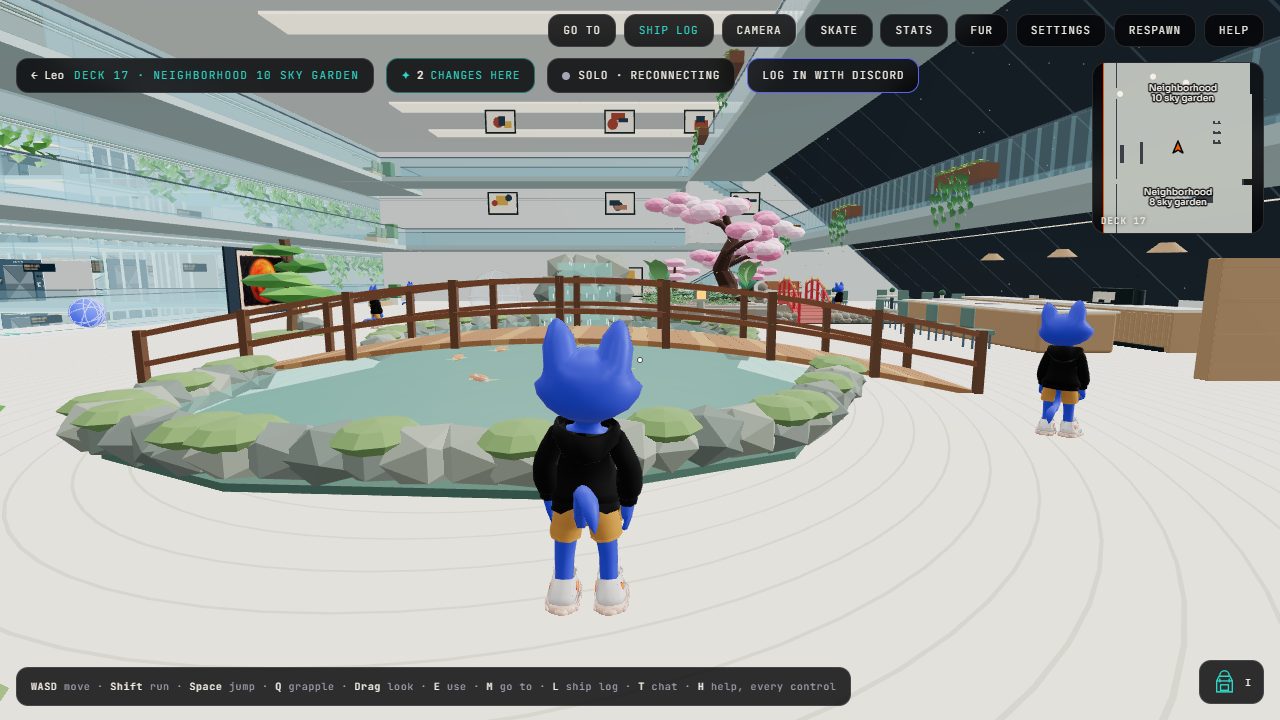 GO TO
SHIP LOG
CAMERA
SKATE
STATS
FUR
SETTINGS
RESPAWN
HELP
← Leo DECK 17 · NEIGHBORHOOD 10 SKY GARDEN
✦ 2 CHANGES HERE
● SOLO · RECONNECTING
LOG IN WITH DISCORD
Neighborhood
10 sky garden
Neighborhood
8 sky garden
DECK 17
WASD move · Shift run · Space jump · Q grapple · Drag look · E use · M go to · L ship log · T chat · H help, every control
I